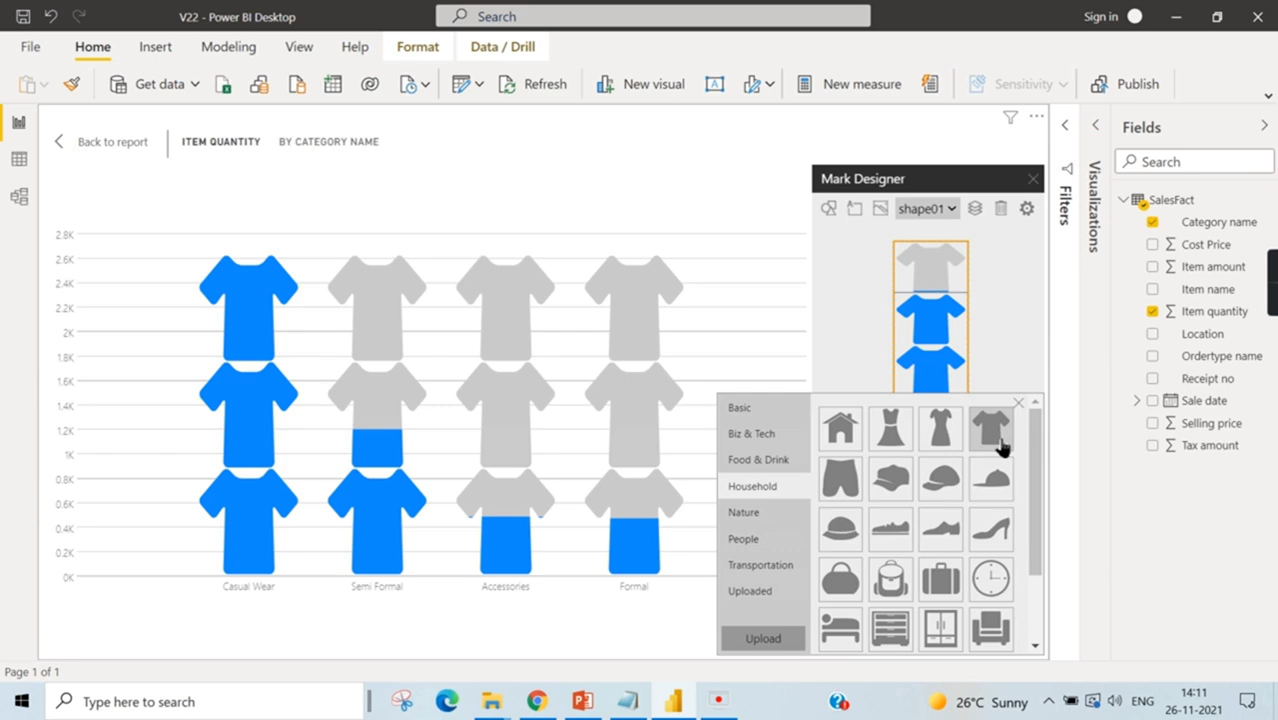 V22 - Power BI Desktop
Search
Sign in
File Home Insert Modeling View Help Format Data / Drill
Get data Refresh New visual New measure Sensitivity Publish
Back to report ITEM QUANTITY BY CATEGORY NAME
Mark Designer
shape01
2.8K
2.6K
2.4K
2.2K
2K
1.8K
1.6K
1.4K
1.2K
1K
0.8K
0.6K
0.4K
0.2K
0K
Casual Wear Semi Formal Accessories Formal
Basic
Biz & Tech
Food & Drink
Household
Nature
People
Transportation
Uploaded
Upload
Filters
Visualizations
Fields
Search
SalesFact
Category name
Cost Price
Item amount
Item name
Item quantity
Location
Ordertype name
Receipt no
Sale date
Selling price
Tax amount
Page 1 of 1
Type here to search
26°C Sunny
ENG
14:11
26-11-2021